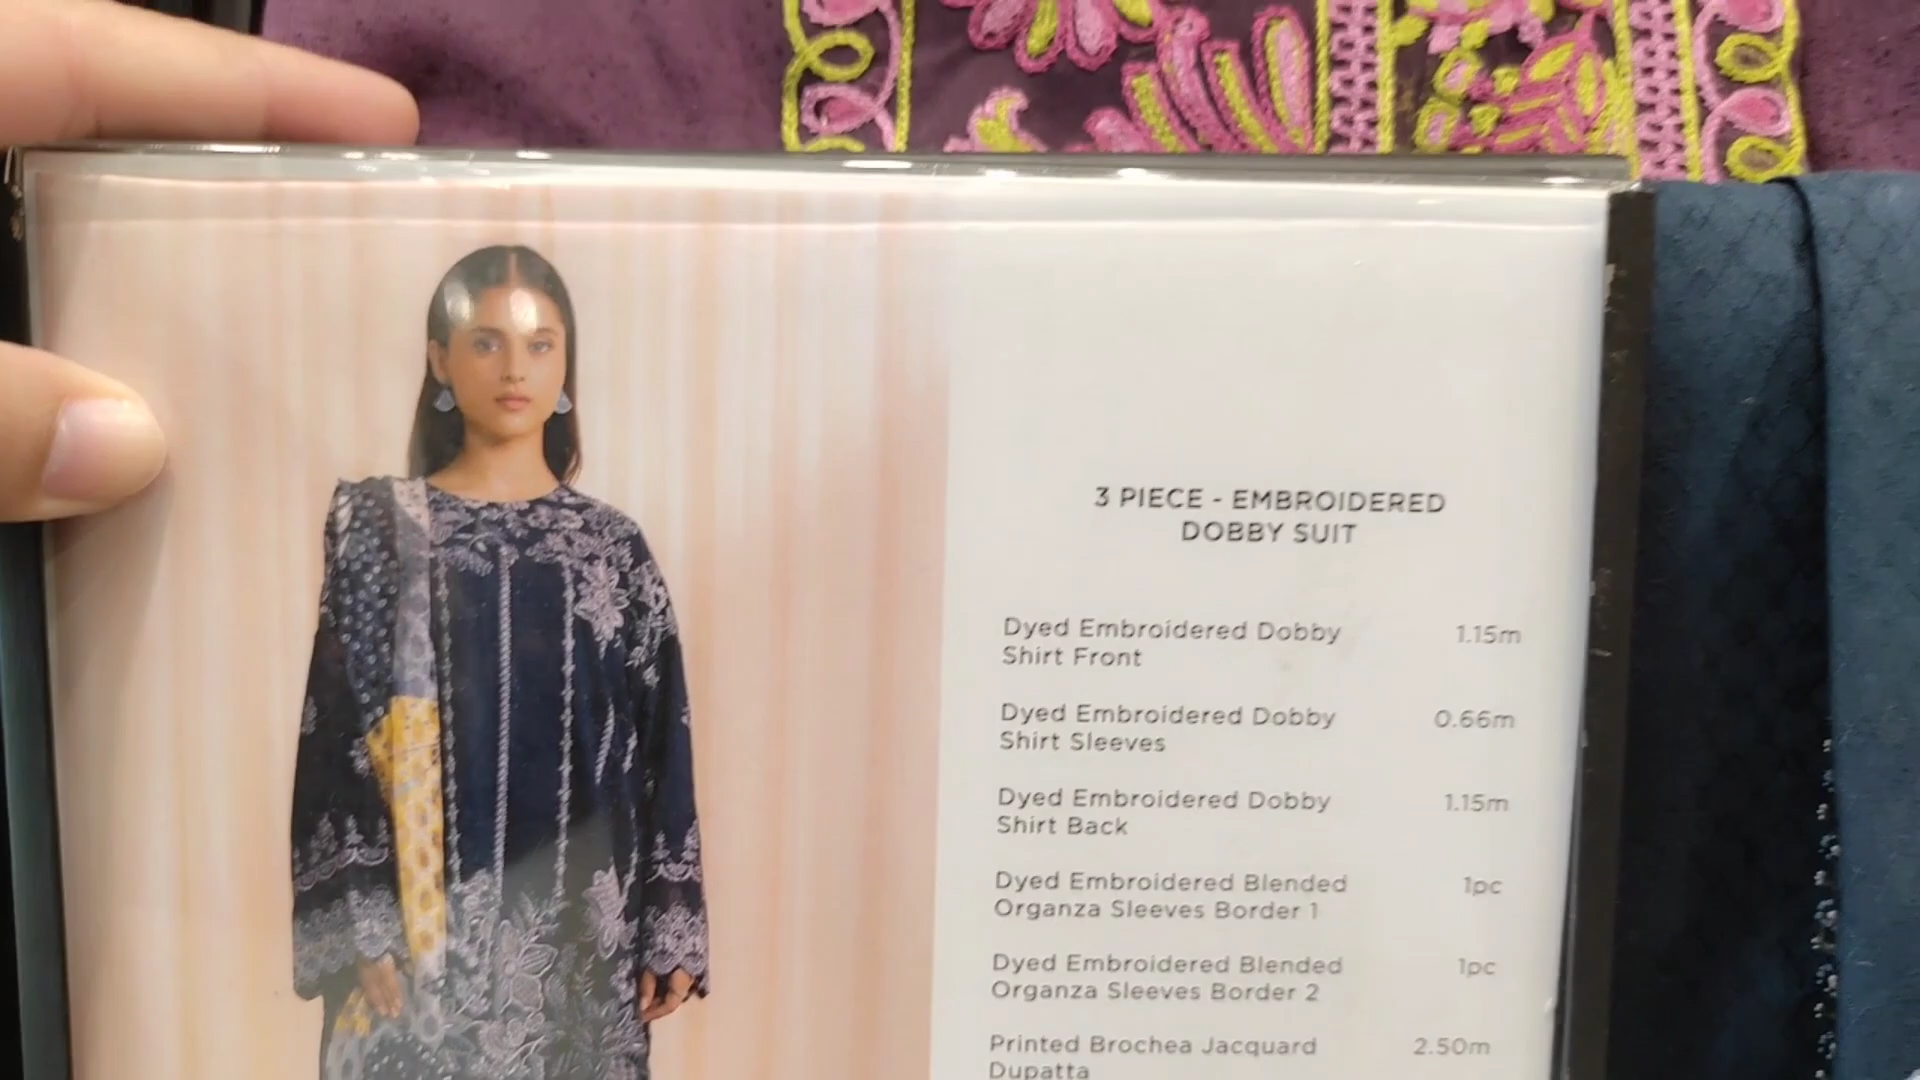 3 PIECE - EMBROIDERED
DOBBY SUIT
Dyed Embroidered Dobby 1.15m
Shirt Front
Dyed Embroidered Dobby 0.66m
Shirt Sleeves
Dyed Embroidered Dobby 1.15m
Shirt Back
Dyed Embroidered Blended 1pc
Organza Sleeves Border 1
Dyed Embroidered Blended 1pc
Organza Sleeves Border 2
Printed Brochea Jacquard 2.50m
Dupatta